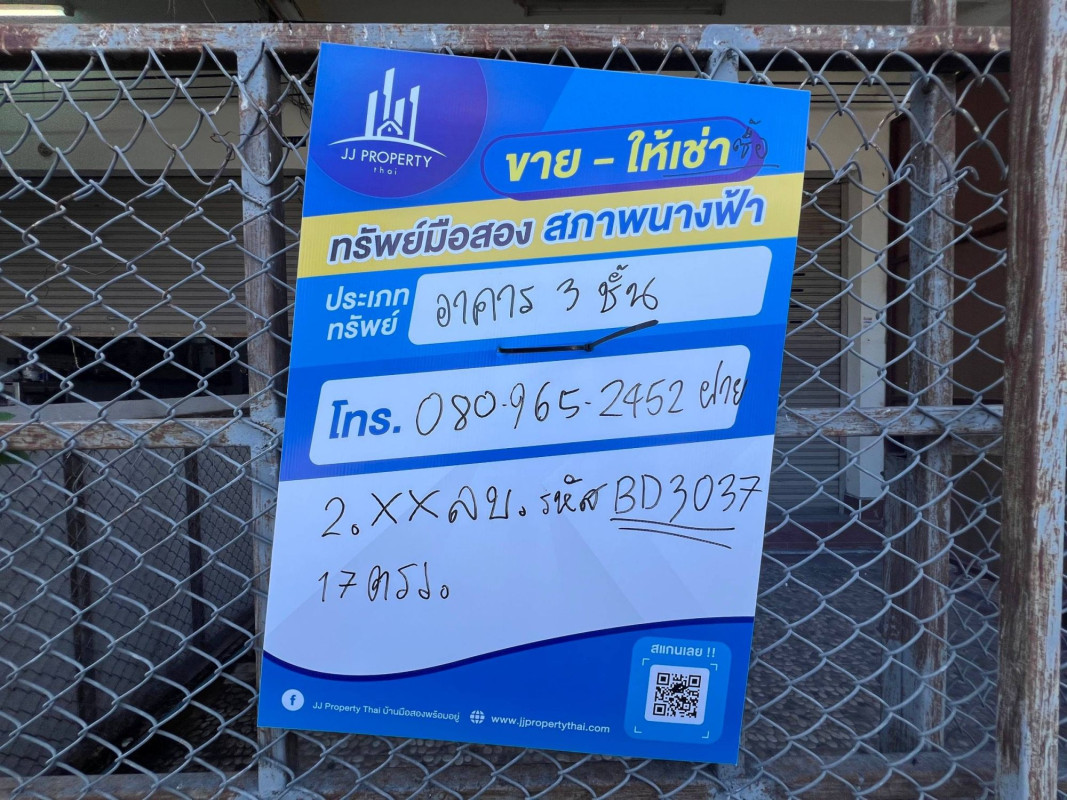 JJ PROPERTY
thai
ขาย – ให้เช่า ซื้อ
ทรัพย์มือสอง สภาพนางฟ้า
ประเภททรัพย์ อาคาร 3 ชั้น
โทร. 080-965-2452 ฝ่าย
2.XX ลบ. รหัส BD3037
17 ตรว.
สแกนเลย !!
JJ Property Thai บ้านมือสองพร้อมอยู่ www.jjpropertythai.com